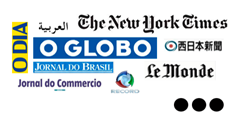 العربية
The New York Times
O DIA
O GLOBO
西日本新聞
JORNAL DO BRASIL
Le Monde
Jornal do Commercio
RECORD